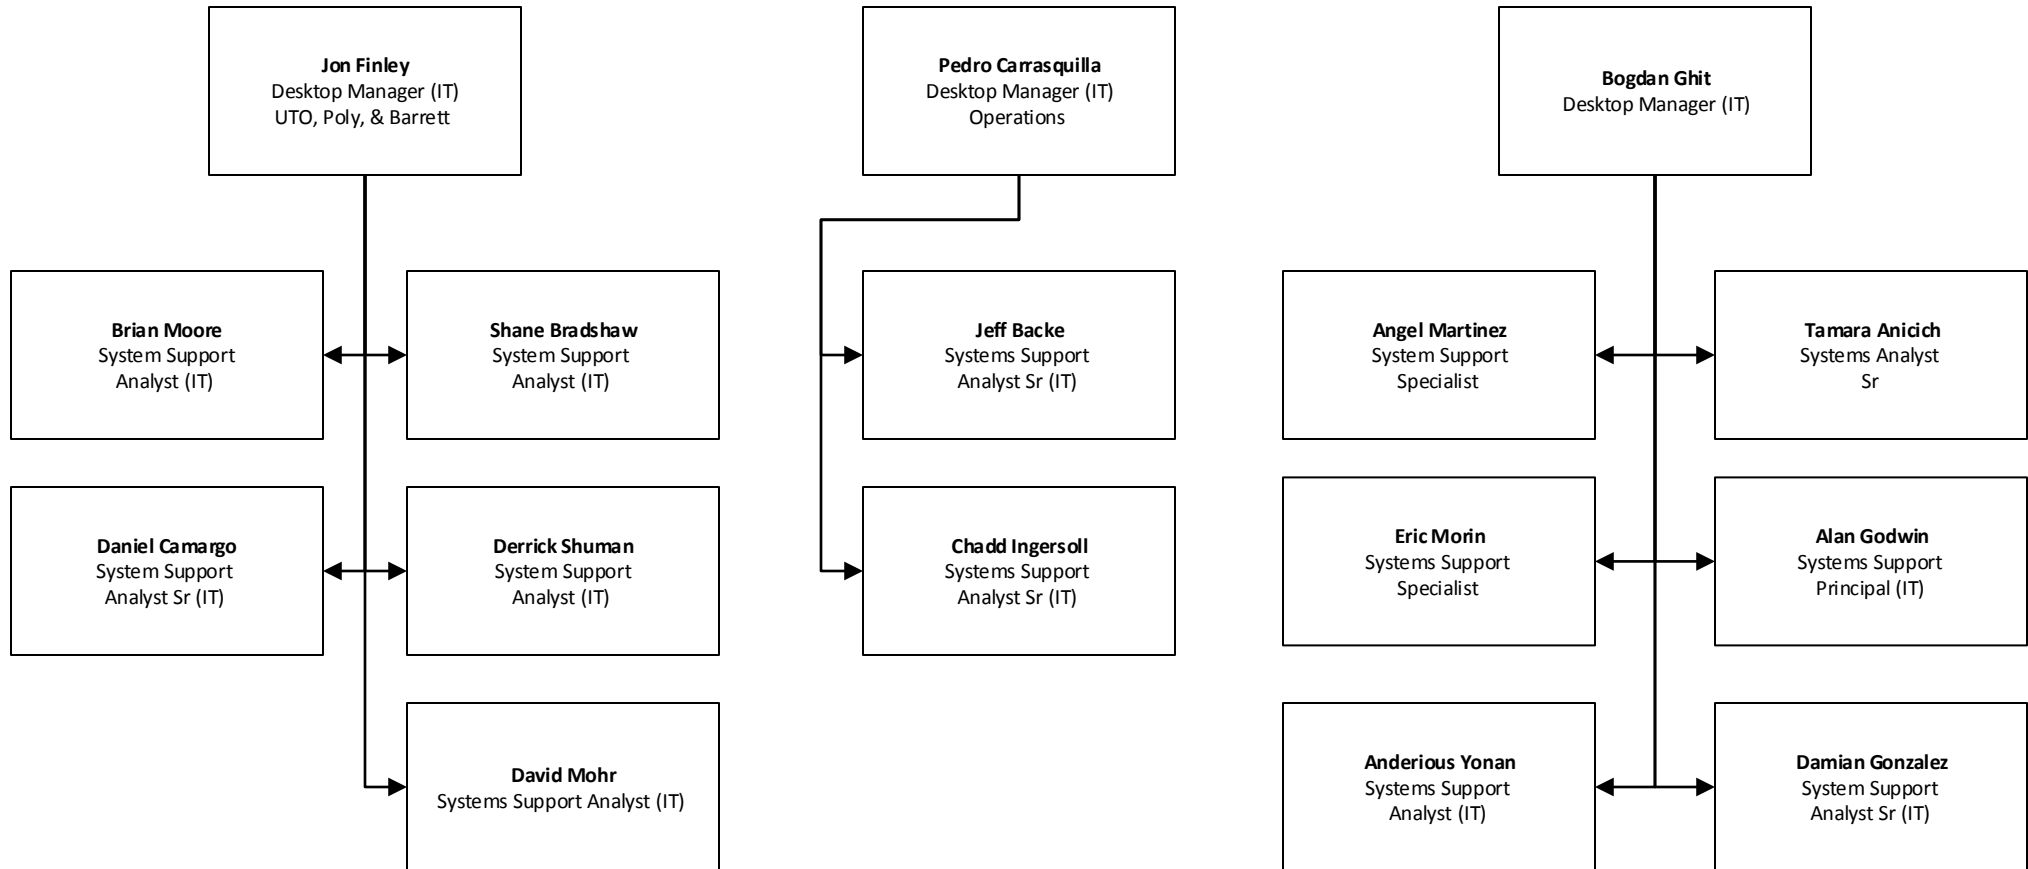 Jon Finley
Desktop Manager (IT)
UTO, Poly, & Barrett
Pedro Carrasquilla
Desktop Manager (IT)
Operations
Bogdan Ghit
Desktop Manager (IT)
Brian Moore
System Support
Analyst (IT)
Shane Bradshaw
System Support
Analyst (IT)
Jeff Backe
Systems Support
Analyst Sr (IT)
Angel Martinez
System Support
Specialist
Tamara Anicich
Systems Analyst
Sr
Daniel Camargo
System Support
Analyst Sr (IT)
Derrick Shuman
System Support
Analyst (IT)
Chadd Ingersoll
Systems Support
Analyst Sr (IT)
Eric Morin
Systems Support
Specialist
Alan Godwin
Systems Support
Principal (IT)
David Mohr
Systems Support Analyst (IT)
Anderious Yonan
Systems Support
Analyst (IT)
Damian Gonzalez
System Support
Analyst Sr (IT)